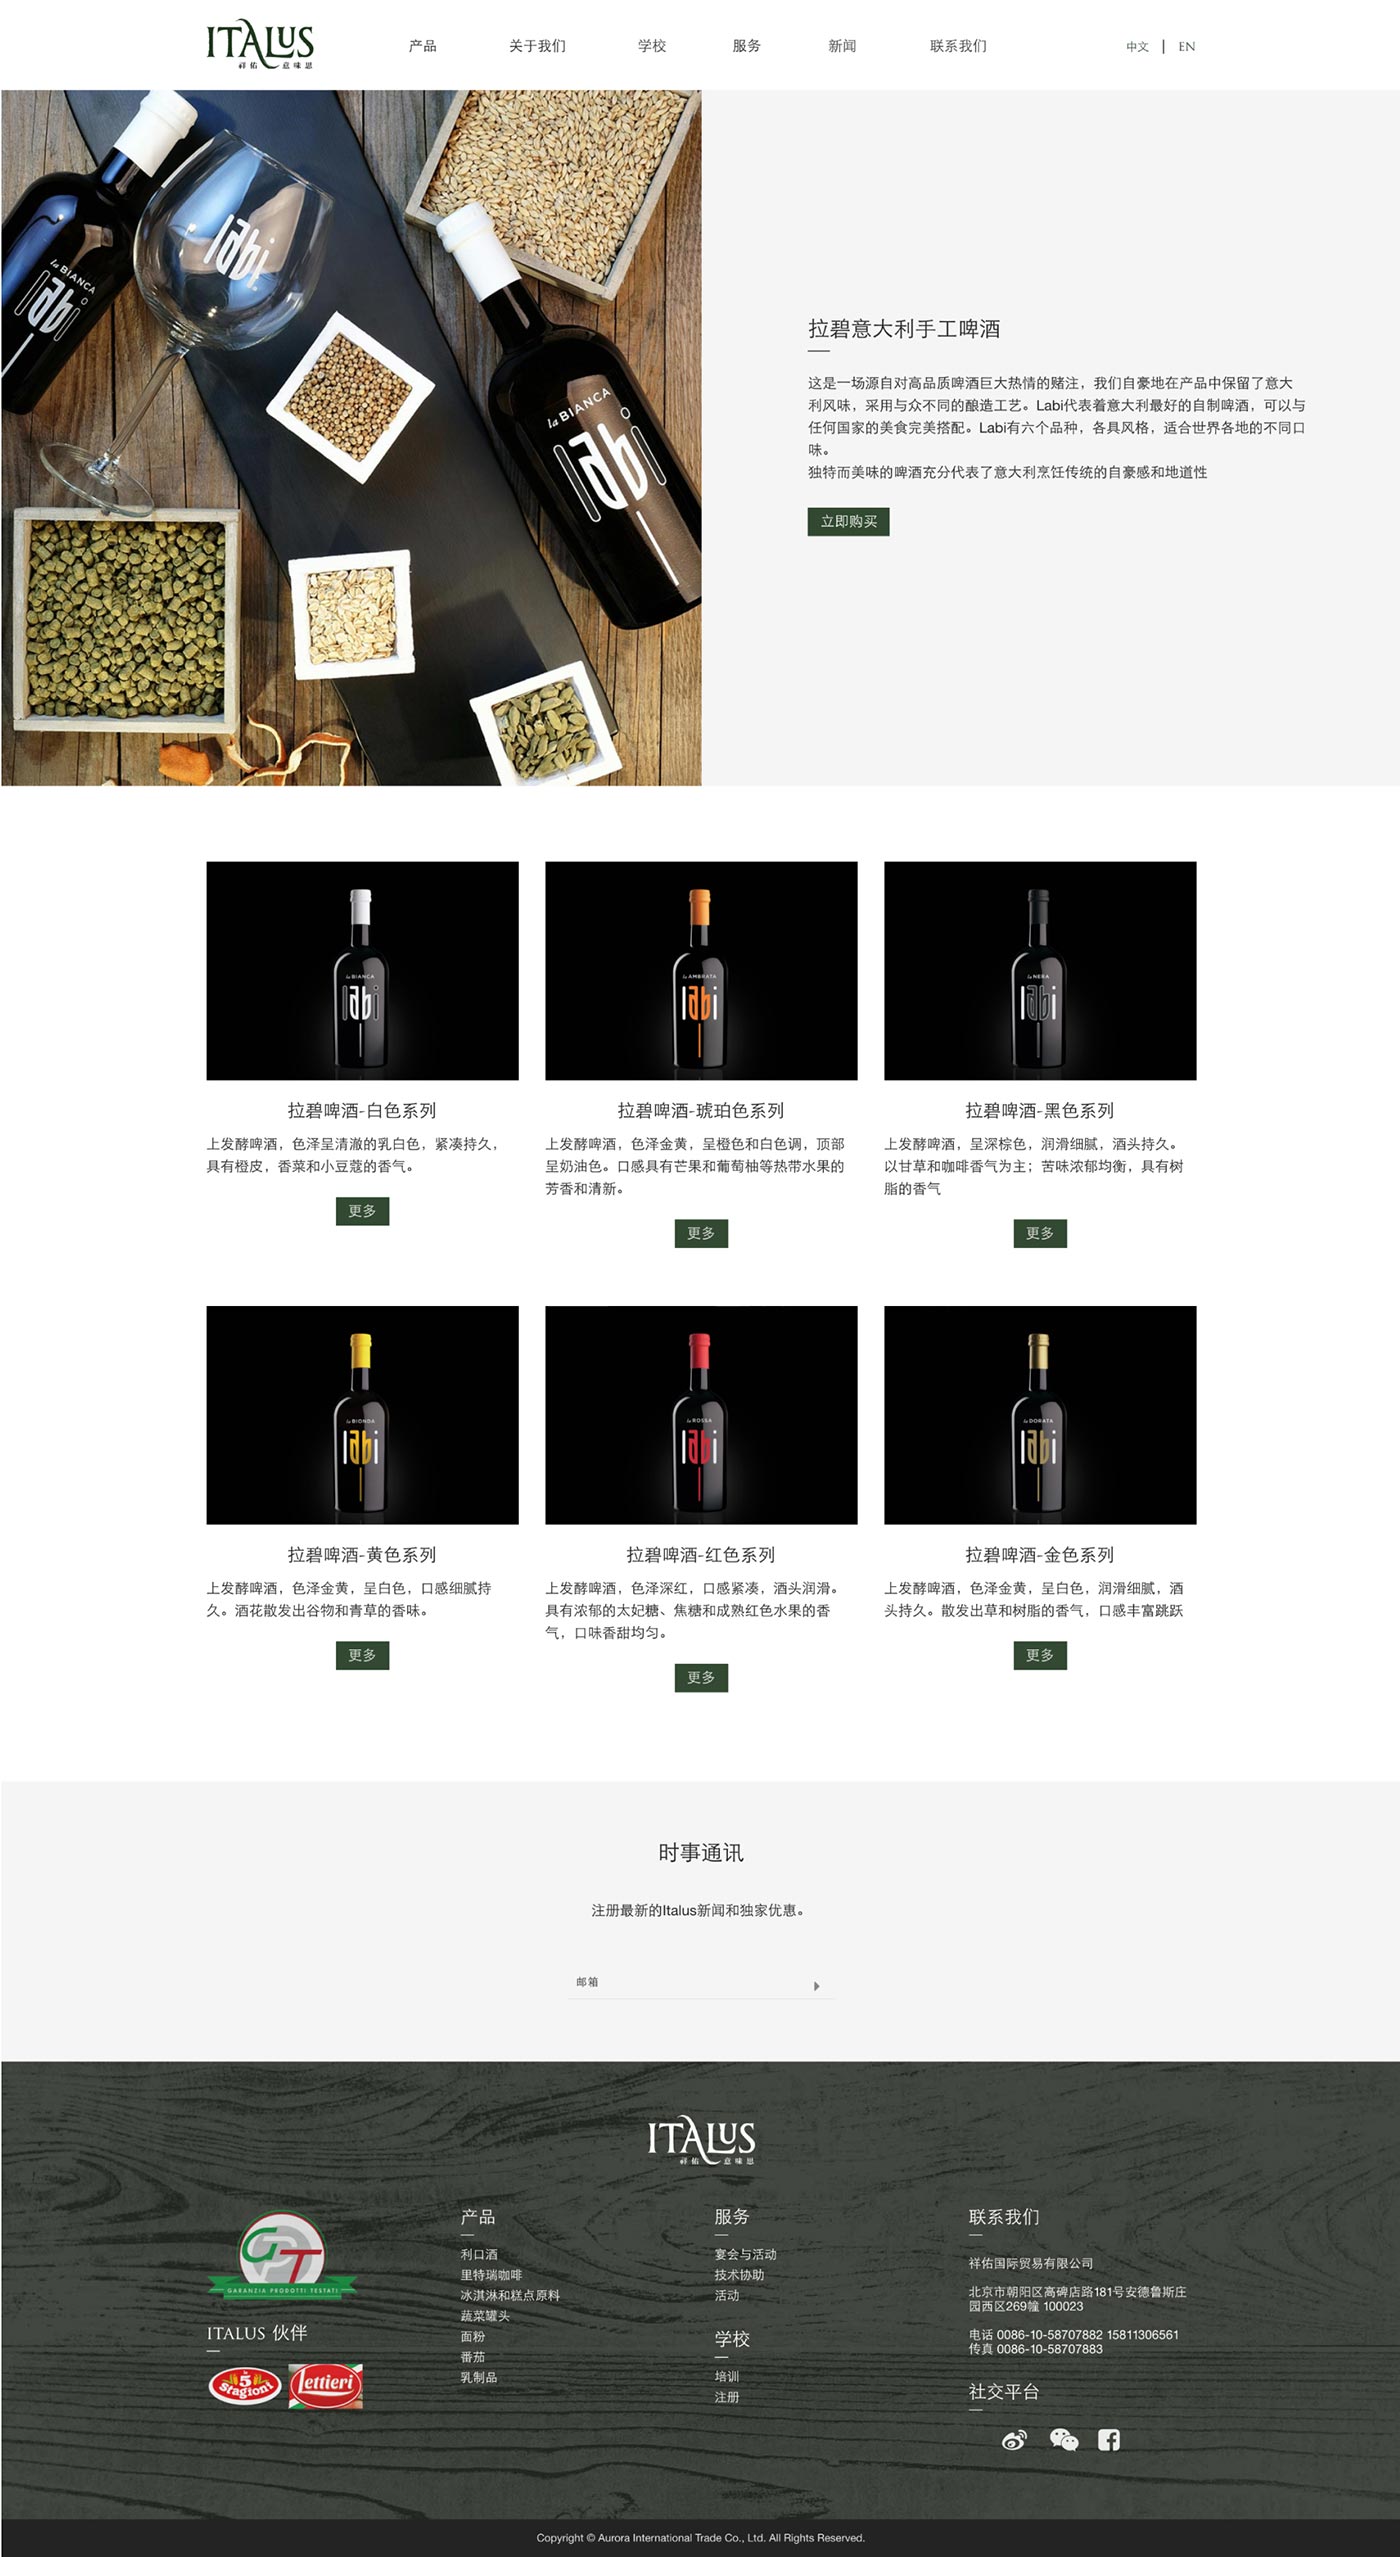 ITALUS
祥佑 意味思
产品 关于我们 学校 服务 新闻 联系我们 中文 | EN
la BIANCA
labi
labi
la BIANCA
labi
拉碧意大利手工啤酒
这是一场源自对高品质啤酒巨大热情的赌注，我们自豪地在产品中保留了意大
利风味，采用与众不同的酿造工艺。Labi代表着意大利最好的自制啤酒，可以与
任何国家的美食完美搭配。Labi有六个品种，各具风格，适合世界各地的不同口
味。
独特而美味的啤酒充分代表了意大利烹饪传统的自豪感和地道性
立即购买
la BIANCA
labi
la AMBRATA
labi
la NERA
labi
拉碧啤酒-白色系列
上发酵啤酒，色泽呈清澈的乳白色，紧凑持久，
具有橙皮，香菜和小豆蔻的香气。
更多
拉碧啤酒-琥珀色系列
上发酵啤酒，色泽金黄，呈橙色和白色调，顶部
呈奶油色。口感具有芒果和葡萄柚等热带水果的
芳香和清新。
更多
拉碧啤酒-黑色系列
上发酵啤酒，呈深棕色，润滑细腻，酒头持久。
以甘草和咖啡香气为主；苦味浓郁均衡，具有树
脂的香气
更多
la BIONDA
labi
la ROSSA
labi
la DORATA
labi
拉碧啤酒-黄色系列
上发酵啤酒，色泽金黄，呈白色，口感细腻持
久。酒花散发出谷物和青草的香味。
更多
拉碧啤酒-红色系列
上发酵啤酒，色泽深红，口感紧凑，酒头润滑。
具有浓郁的太妃糖、焦糖和成熟红色水果的香
气，口味香甜均匀。
更多
拉碧啤酒-金色系列
上发酵啤酒，色泽金黄，呈白色，润滑细腻，酒
头持久。散发出草和树脂的香气，口感丰富跳跃
更多
时事通讯
注册最新的Italus新闻和独家优惠。
邮箱
ITALUS
祥佑 意味思
GPT
GARANZIA PRODOTTI TESTATI
ITALUS 伙伴
5 stagioni
Lettieri
产品
利口酒
里特瑞咖啡
冰淇淋和糕点原料
蔬菜罐头
面粉
番茄
乳制品
服务
宴会与活动
技术协助
活动
学校
培训
注册
联系我们
祥佑国际贸易有限公司
北京市朝阳区高碑店路181号安德鲁斯庄
园西区269幢 100023
电话 0086-10-58707882 15811306561
传真 0086-10-58707883
社交平台
Copyright © Aurora International Trade Co., Ltd. All Rights Reserved.